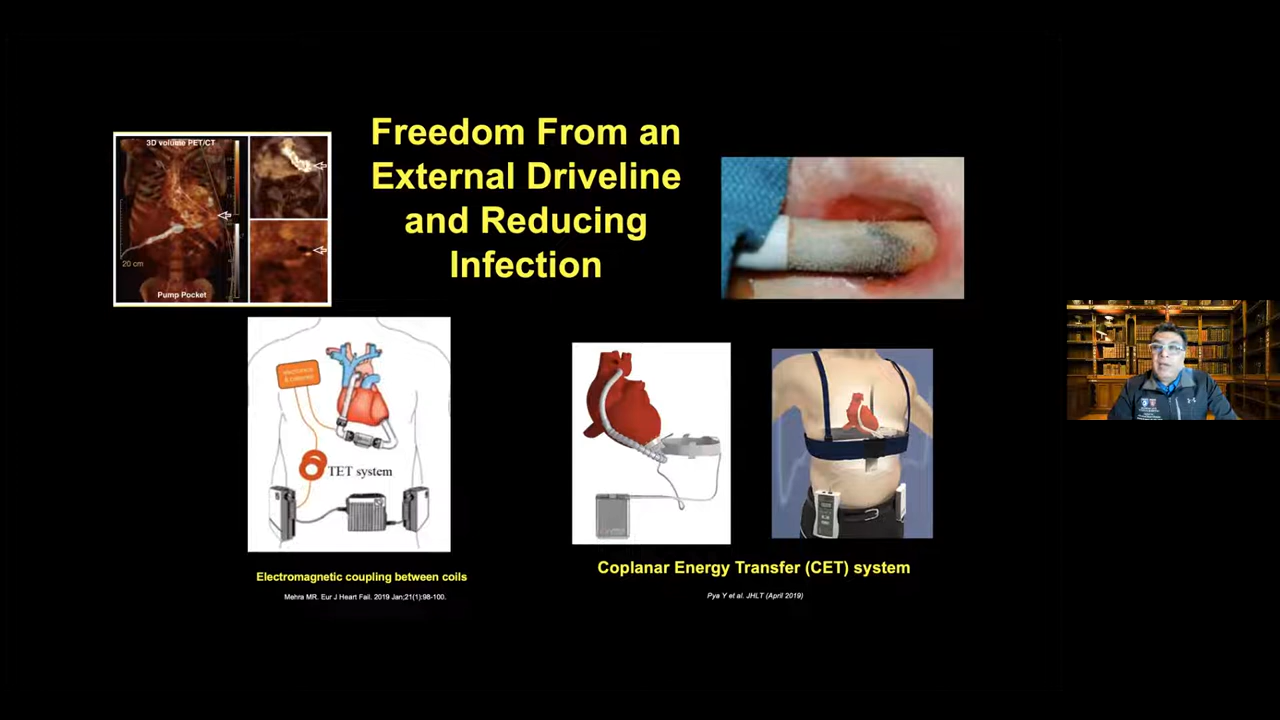 Freedom From an
External Driveline
and Reducing
Infection
3D volume PET/CT
20 cm
Pump Pocket
TET system
Electromagnetic coupling between coils
Mehra MR. Eur J Heart Fail. 2019 Jan;21(1):98-100.
Coplanar Energy Transfer (CET) system
Pya Y et al. JHLT (April 2019)